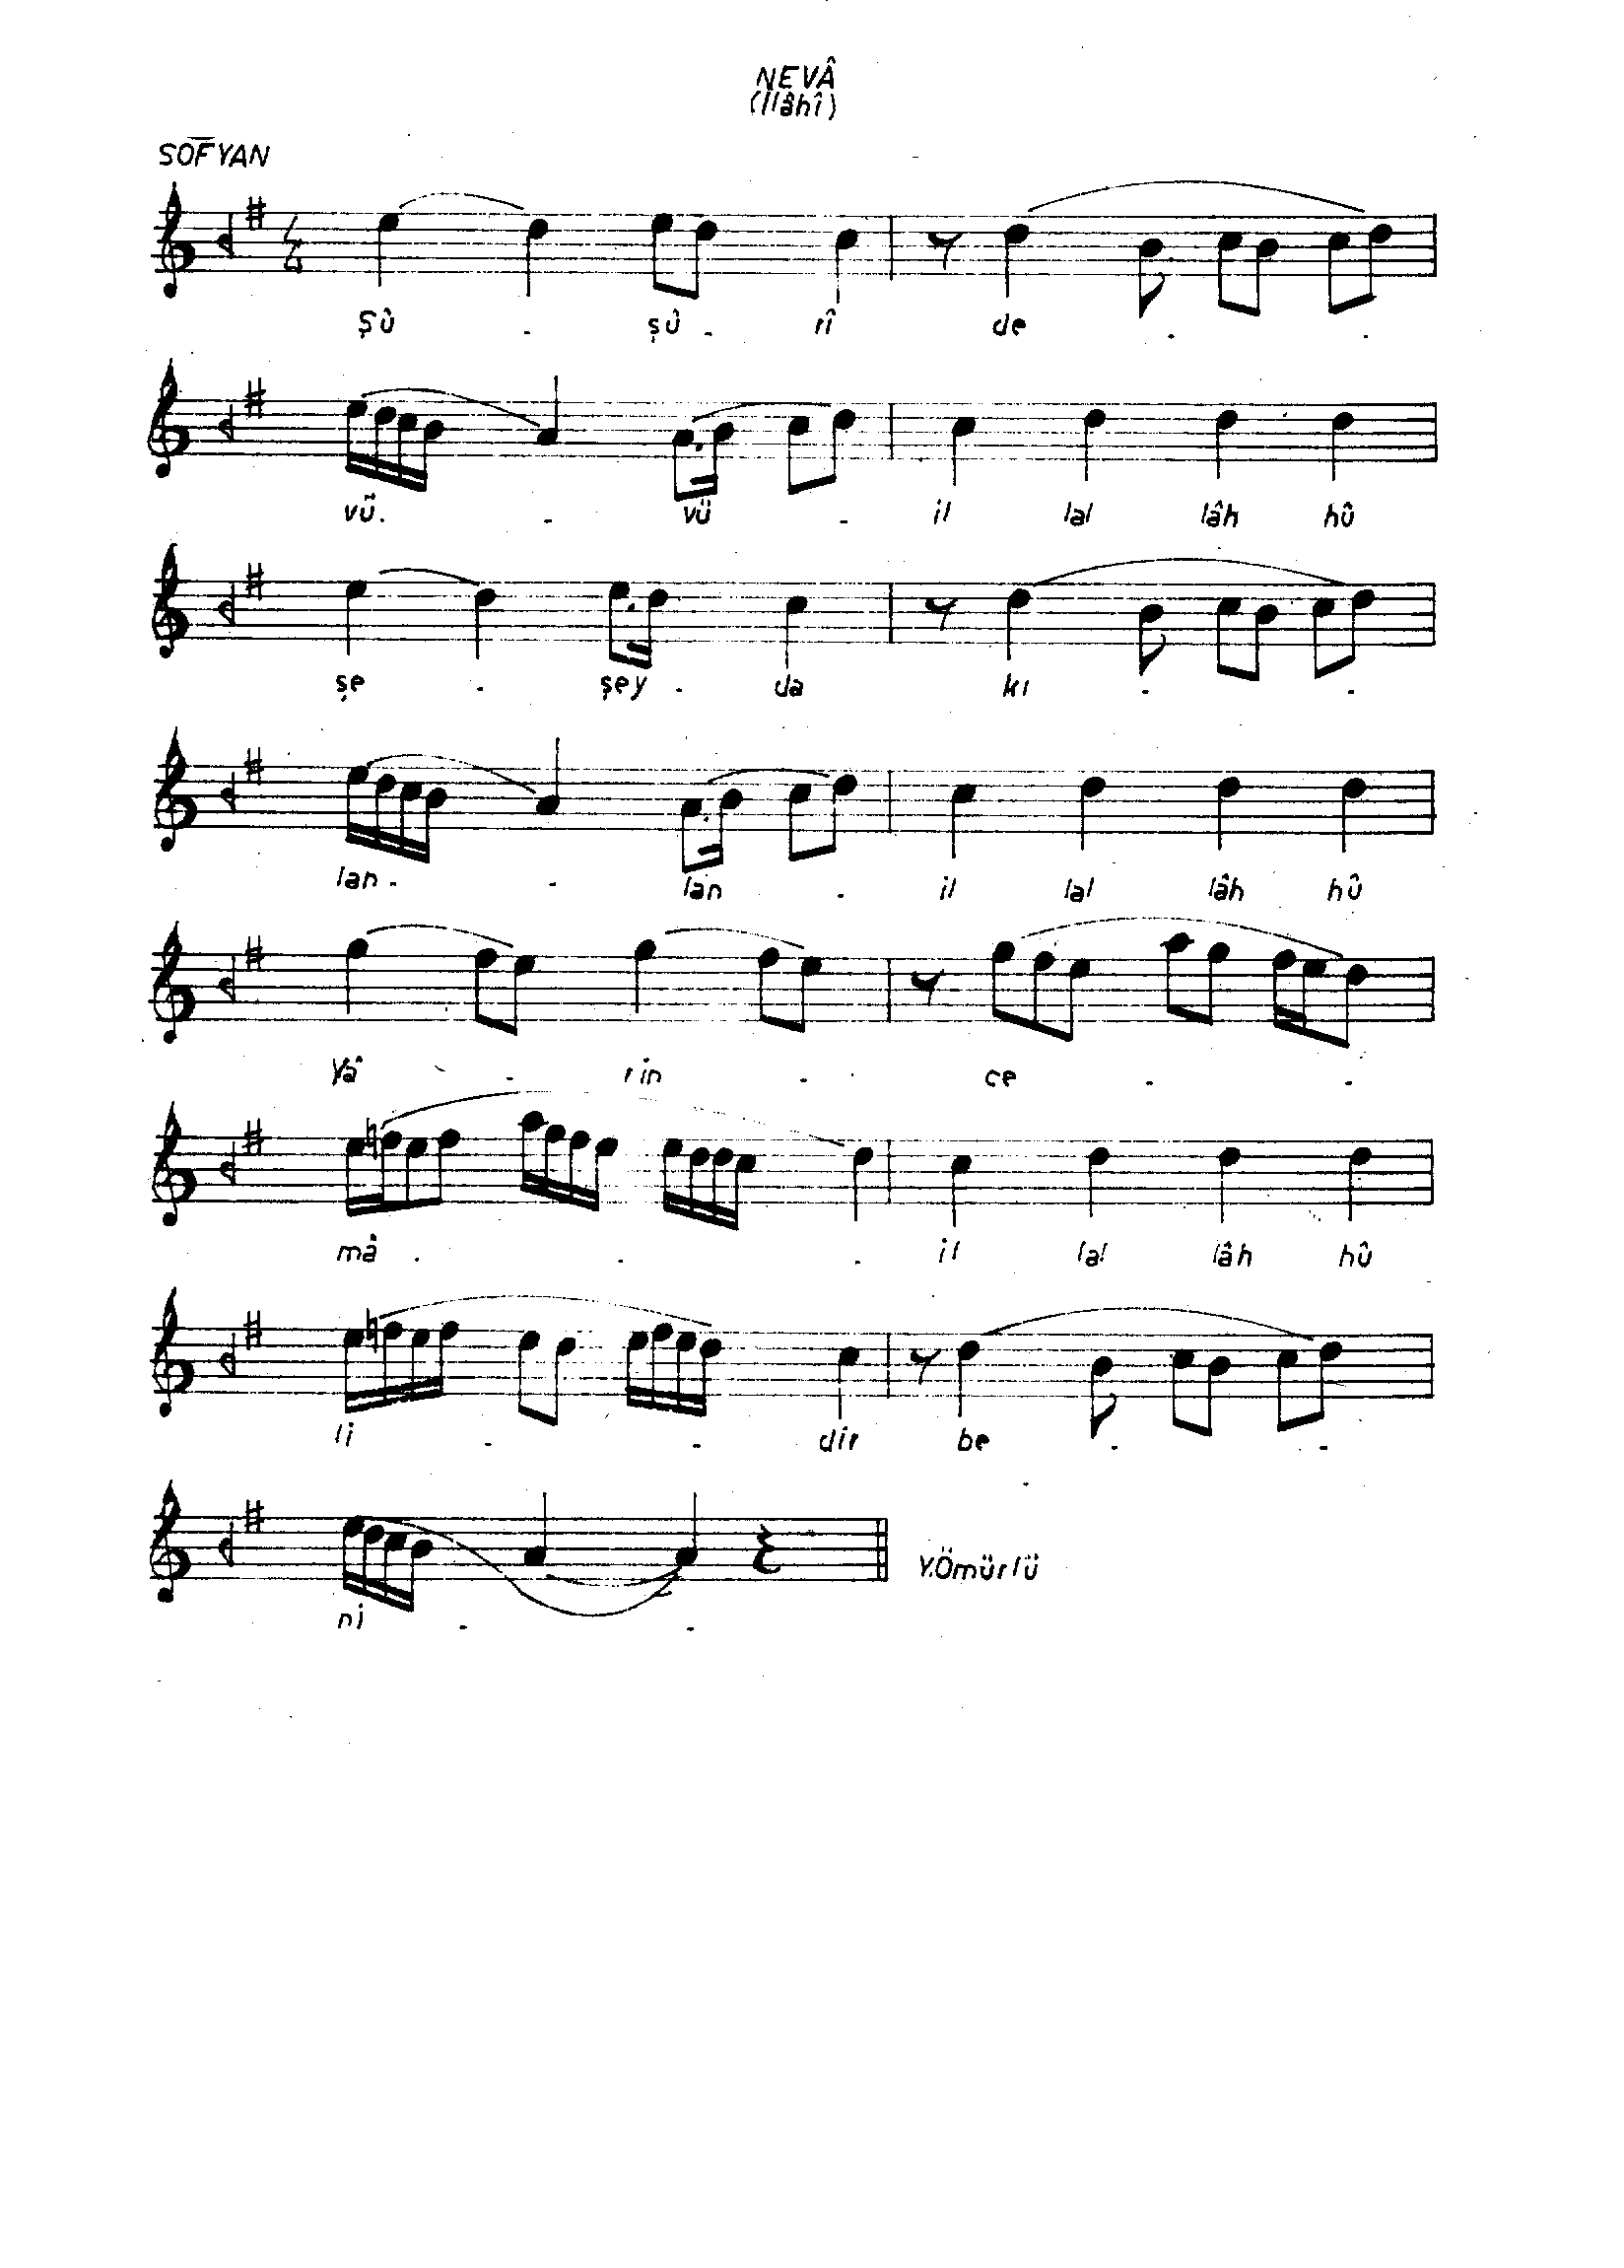 NEVÂ
(İlâhî)
SOFYAN
Şû - şû - rî de - -
vü - - vü - il lal lâh hû
şe - şey - da kı - -
lan - - lan - il lal lâh hû
Yâ - rin - ce - -
mâ - - - il lal lâh hû
li - - dir be - -
ni - - Y.Ömürlü